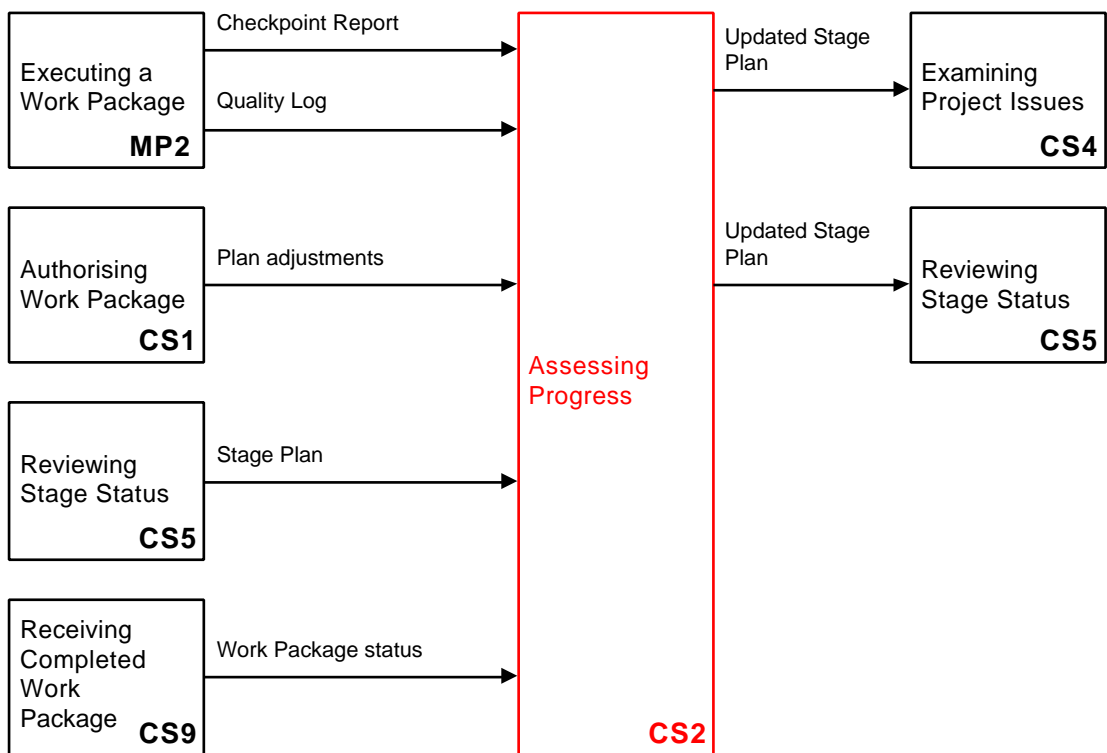 Executing a
Work Package
MP2
Checkpoint Report
Quality Log
Authorising
Work Package
CS1
Plan adjustments
Reviewing
Stage Status
CS5
Stage Plan
Receiving
Completed
Work
Package
CS9
Work Package status
Assessing
Progress
CS2
Updated Stage
Plan
Examining
Project Issues
CS4
Updated Stage
Plan
Reviewing
Stage Status
CS5